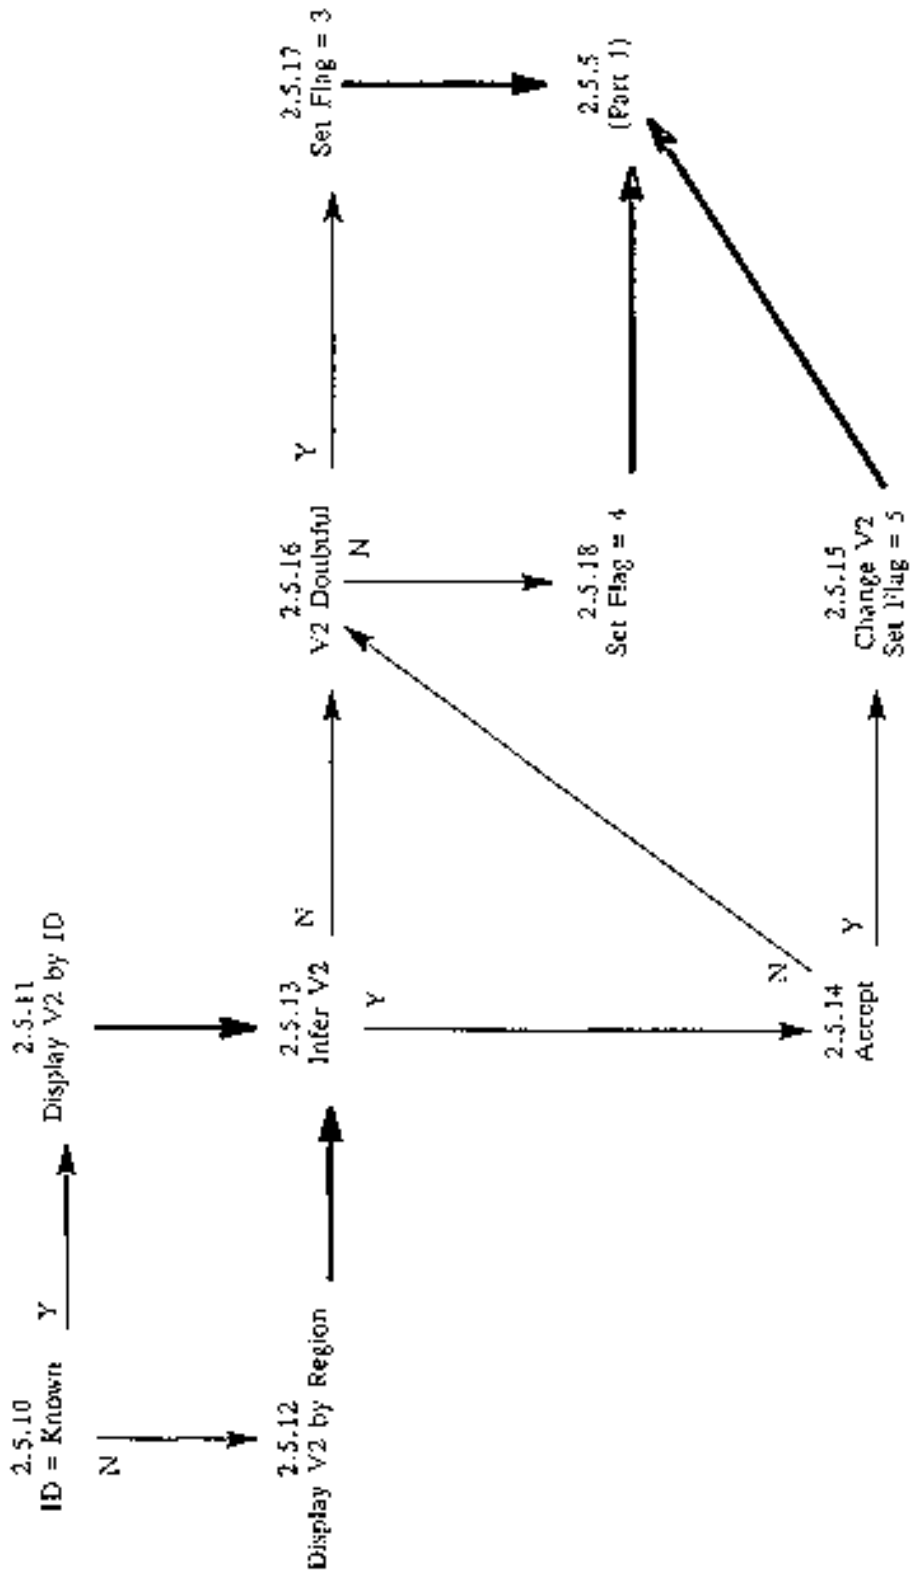 2.5.10
ID = Known
Y
N
2.5.11
Display V2 by ID
2.5.12
Display V2 by Region
2.5.13
Infer V2
N
Y
2.5.14
Accept
N
Y
2.5.16
V2 Doubtful
Y
N
2.5.18
Set Flag = 4
2.5.15
Change V2
Set Flag = 5
2.5.17
Set Flag = 3
2.5.5
(Part 1)